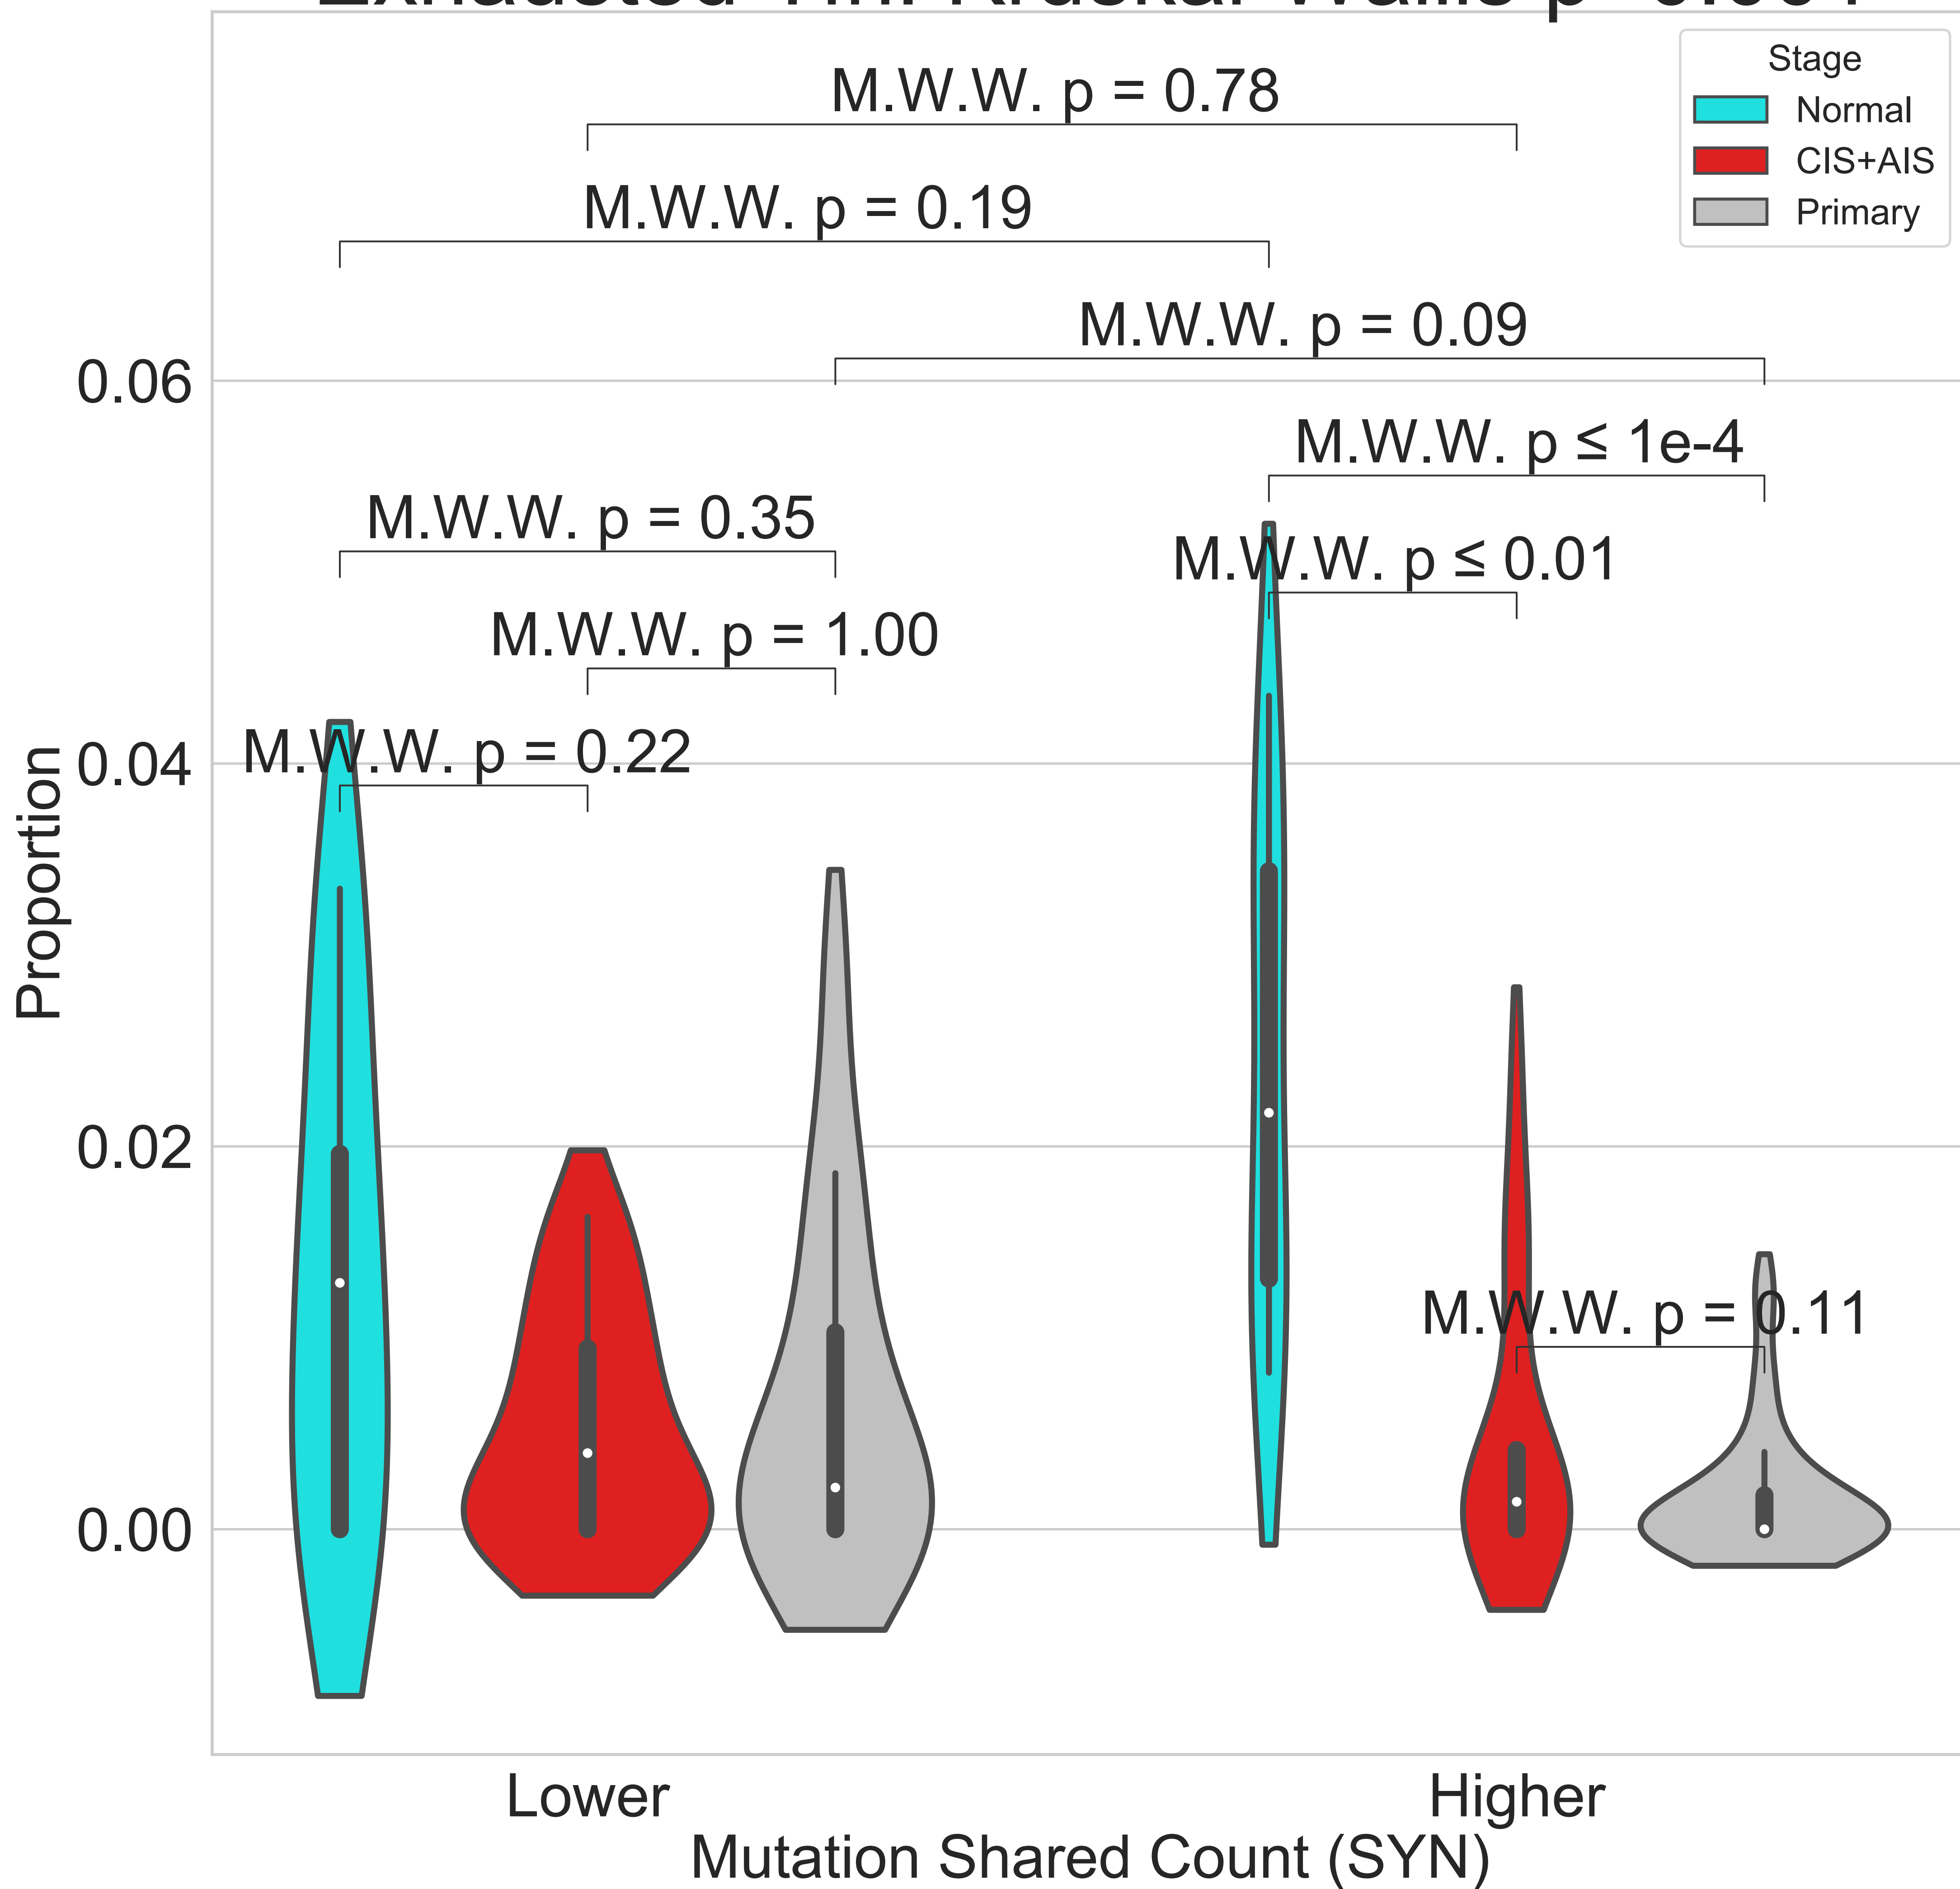 Stage
Normal
CIS+AIS
Primary
M.W.W. p = 0.78
M.W.W. p = 0.19
M.W.W. p = 0.09
M.W.W. p ≤ 1e-4
M.W.W. p = 0.35
M.W.W. p ≤ 0.01
M.W.W. p = 1.00
M.W.W. p = 0.22
M.W.W. p = 0.11
Proportion
0.06
0.04
0.02
0.00
Lower
Higher
Mutation Shared Count (SYN)